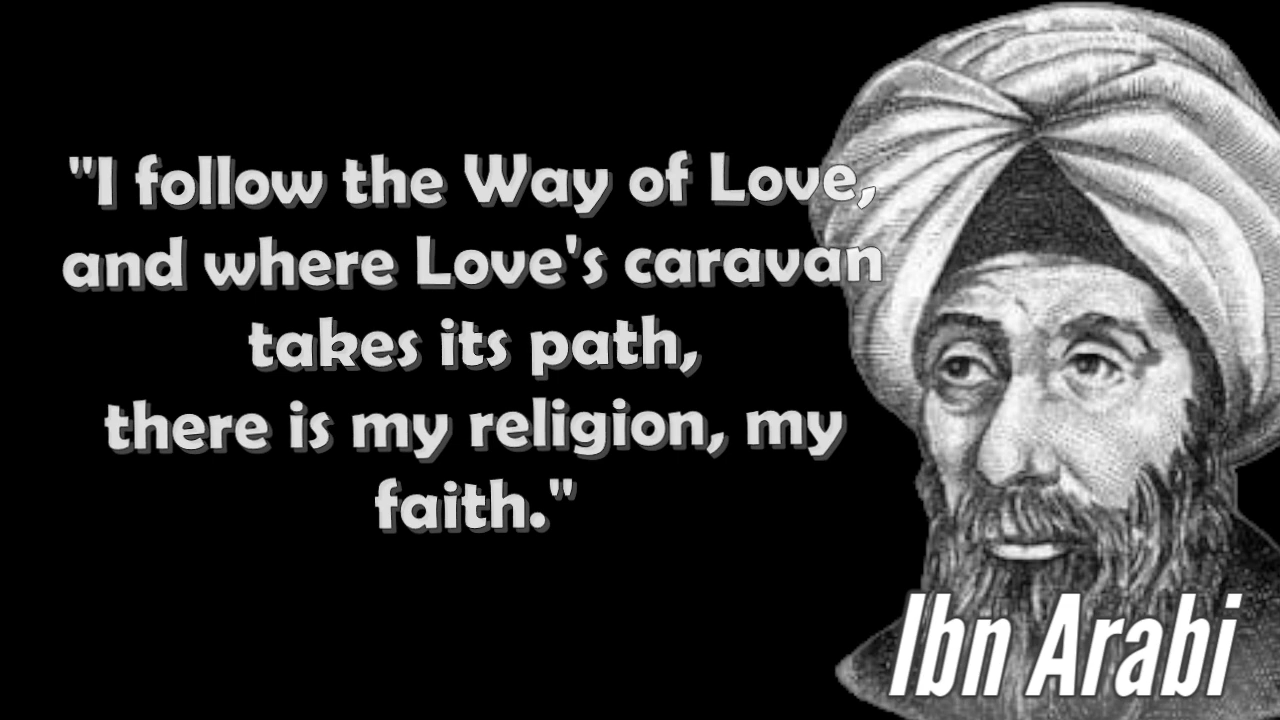 "I follow the Way of Love,
and where Love's caravan
takes its path,
there is my religion, my
faith."
Ibn Arabi